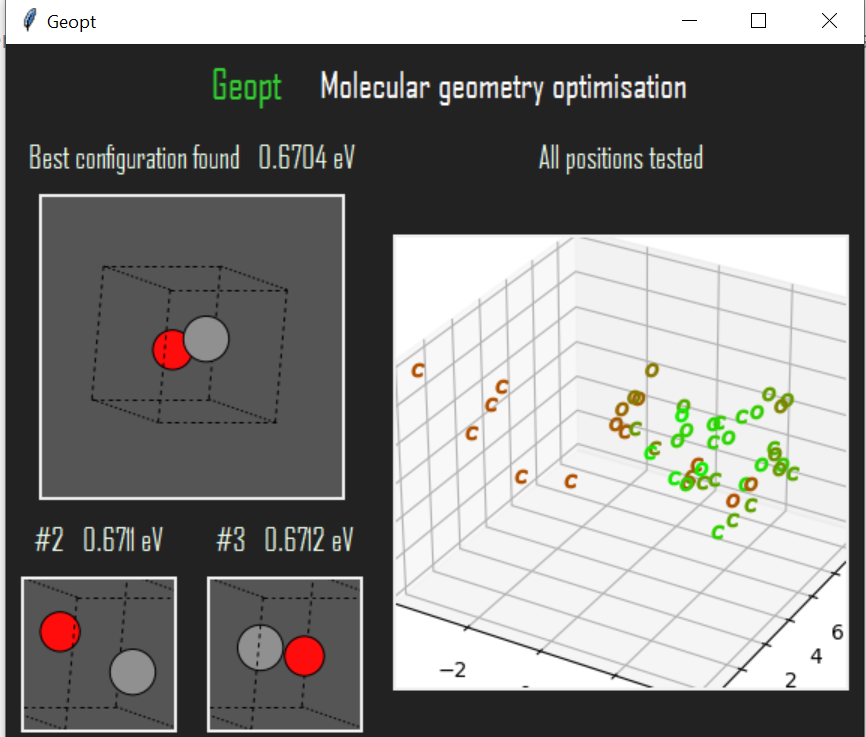 Geopt
Geopt Molecular geometry optimisation
Best configuration found 0.6704 eV
All positions tested
#2 0.6711 eV
#3 0.6712 eV
−2
2
4
6